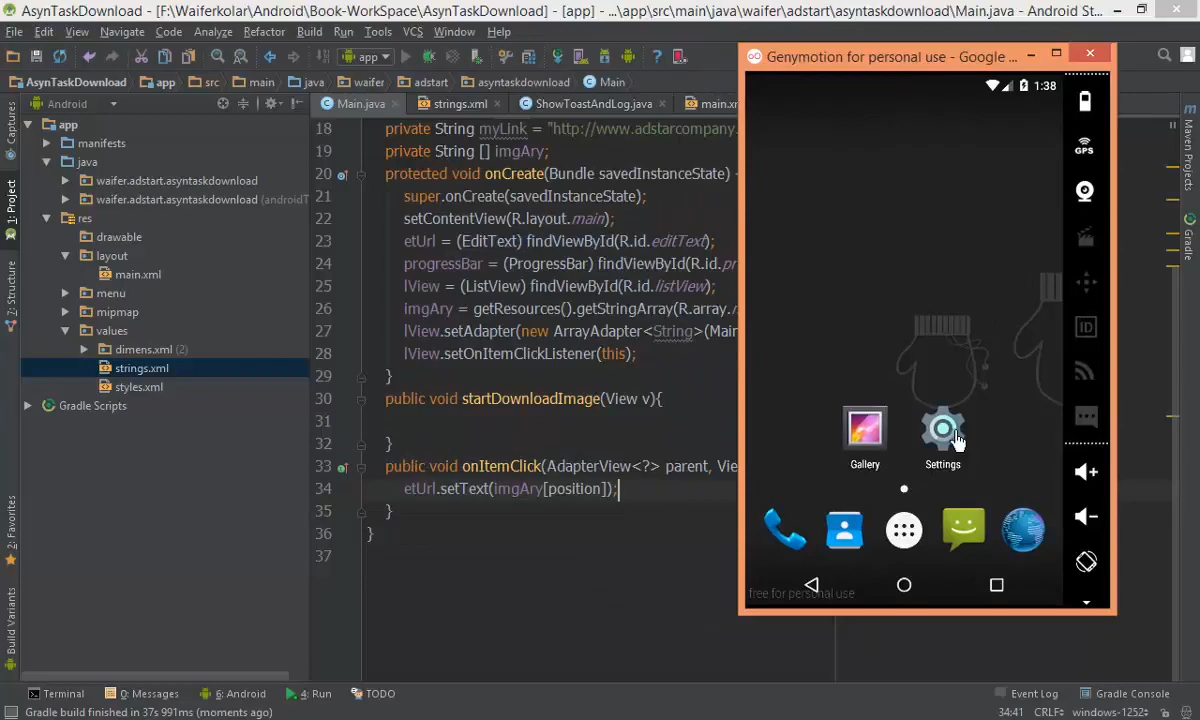 AsynTaskDownload - [F:\Waiferkolar\Android\Book-WorkSpace\AsynTaskDownload] - [app] - ...\app\src\main\java\waifer\adstart\asyntaskdownload\Main.java - Android St...
File Edit View Navigate Code Analyze Refactor Build Run Tools VCS Window Help
app
AsynTaskDownload app src main java waifer adstart asyntaskdownload Main
Android
Main.java strings.xml ShowToastAndLog.java main.xm
Captures
1: Project
7: Structure
2: Favorites
Build Variants
app
manifests
java
waifer.adstart.asyntaskdownload
waifer.adstart.asyntaskdownload (androidT
res
drawable
layout
main.xml
menu
mipmap
values
dimens.xml (2)
strings.xml
styles.xml
Gradle Scripts
18 private String myLink = "http://www.adstarcompany.
19 private String [] imgAry;
20 protected void onCreate(Bundle savedInstanceState)
21 super.onCreate(savedInstanceState);
22 setContentView(R.layout.main);
23 etUrl = (EditText) findViewById(R.id.editText);
24 progressBar = (ProgressBar) findViewById(R.id.pr
25 lView = (ListView) findViewById(R.id.listView);
26 imgAry = getResources().getStringArray(R.array.
27 lView.setAdapter(new ArrayAdapter<String>(Main
28 lView.setOnItemClickListener(this);
29 }
30 public void startDownloadImage(View v){
31
32 }
33 public void onItemClick(AdapterView<?> parent, Vie
34 etUrl.setText(imgAry[position]);
35 }
36 }
37
Genymotion for personal use - Google ...
1:38
GPS
ID
Gallery
Settings
free for personal use
Maven Projects
Gradle
Terminal 0: Messages 6: Android 4: Run TODO Event Log Gradle Console
Gradle build finished in 37s 991ms (moments ago) 34:41 CRLF windows-1252